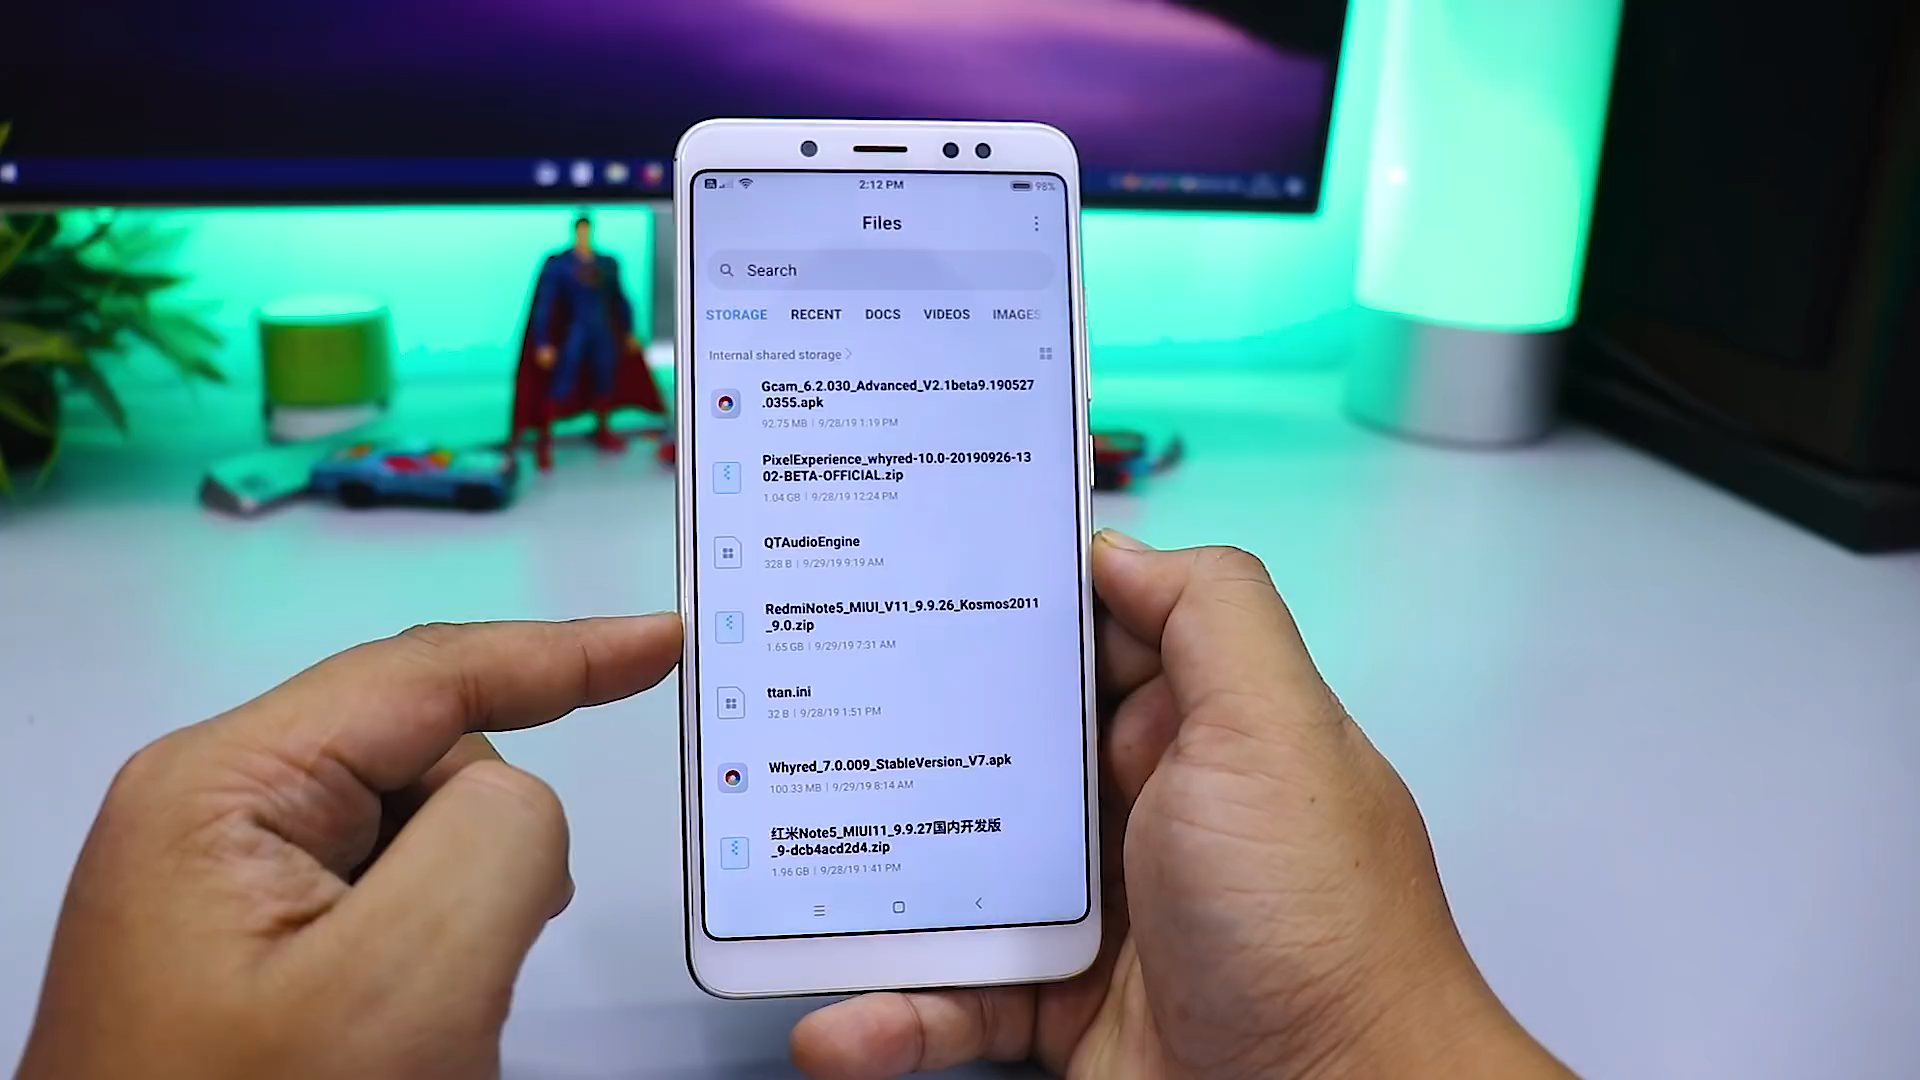 2:12 PM
98%
Files
Search
STORAGE RECENT DOCS VIDEOS IMAGES
Internal shared storage
Gcam_6.2.030_Advanced_V2.1beta9.190527
.0355.apk
92.75 MB | 9/28/19 1:19 PM
PixelExperience_whyred-10.0-20190926-13
02-BETA-OFFICIAL.zip
1.04 GB | 9/28/19 12:24 PM
QTAudioEngine
328 B | 9/29/19 9:19 AM
RedmiNote5_MIUI_V11_9.9.26_Kosmos2011
_9.0.zip
1.65 GB | 9/29/19 7:31 AM
ttan.ini
32 B | 9/28/19 1:51 PM
Whyred_7.0.009_StableVersion_V7.apk
100.33 MB | 9/29/19 8:14 AM
红米Note5_MIUI11_9.9.27国内开发版
_9-dcb4acd2d4.zip
1.96 GB | 9/28/19 1:41 PM